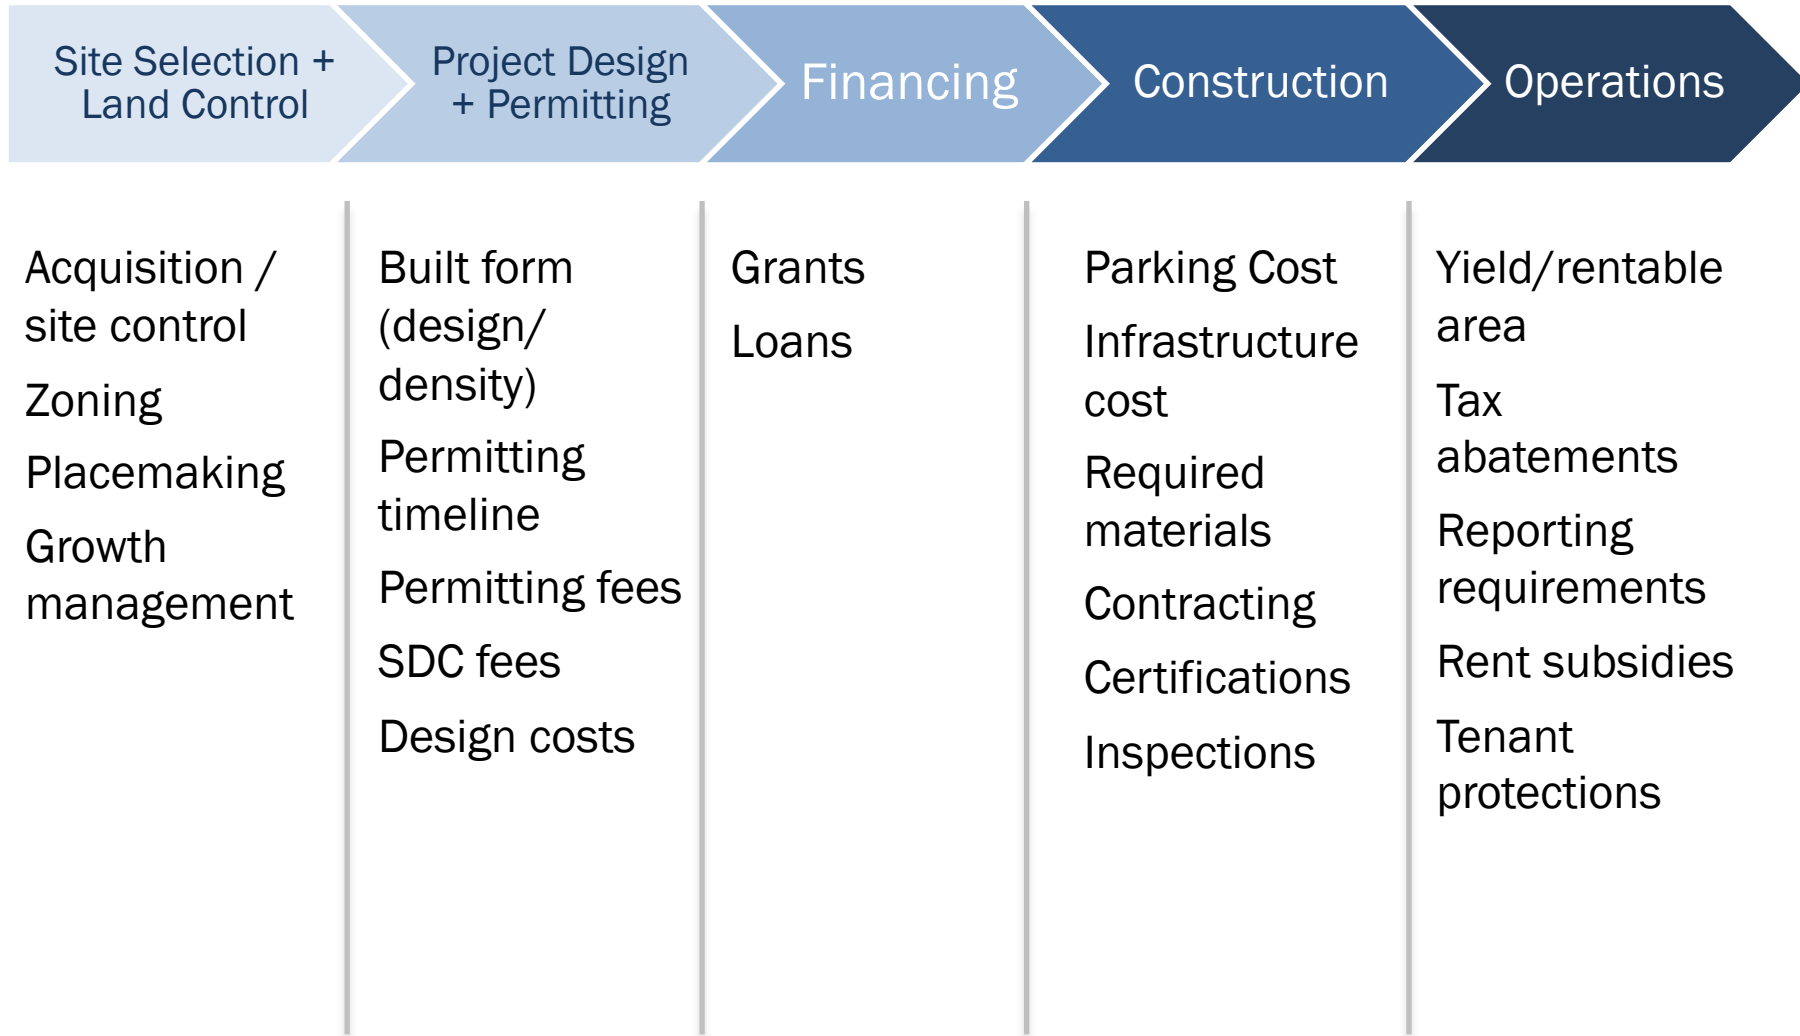 Site Selection +
Land Control
Project Design
+ Permitting
Financing
Construction
Operations
Acquisition /
site control
Zoning
Placemaking
Growth
management
Built form
(design/
density)
Permitting
timeline
Permitting fees
SDC fees
Design costs
Grants
Loans
Parking Cost
Infrastructure
cost
Required
materials
Contracting
Certifications
Inspections
Yield/rentable
area
Tax
abatements
Reporting
requirements
Rent subsidies
Tenant
protections